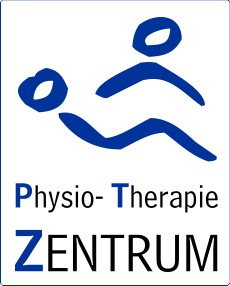 Physio- Therapie
ZENTRUM